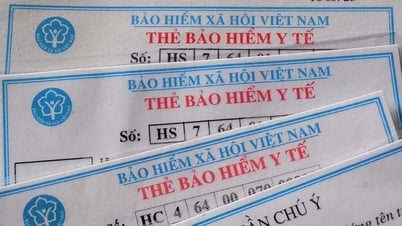 BẢO HIỂM XÃ HỘI VIỆT NAM
THẺ BẢO HIỂM Y TẾ
Số: HS 7 64
BẢO HIỂM XÃ HỘI VIỆT NAM
THẺ BẢO HIỂM Y TẾ
Số: HS 7 64
BẢO HIỂM XÃ HỘI VIỆT NAM
THẺ BẢO HIỂM Y TẾ
HC 4 64 00 070
CHÚ Ý